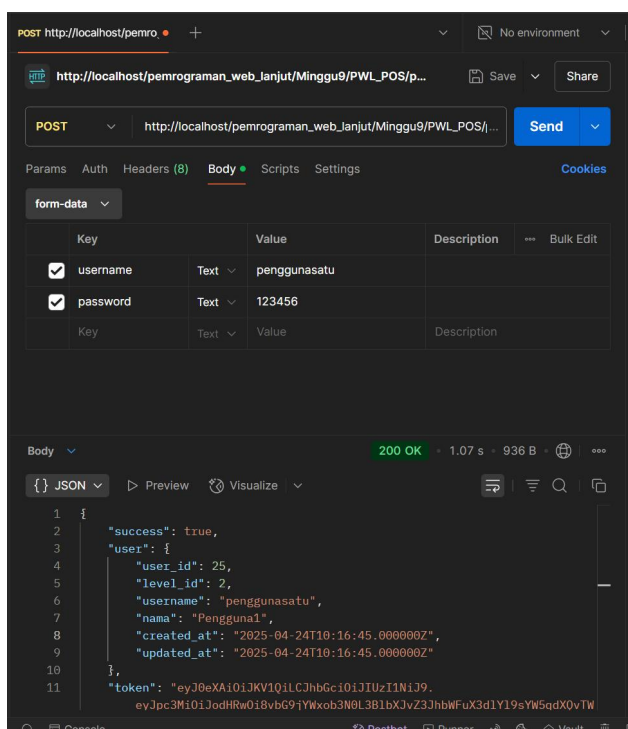 POST http://localhost/pemro
No environment
HTTP http://localhost/pemrograman_web_lanjut/Minggu9/PWL_POS/p... Save Share
POST http://localhost/pemrograman_web_lanjut/Minggu9/PWL_POS/... Send
Params Auth Headers (8) Body Scripts Settings Cookies
form-data
Key Value Description Bulk Edit
username Text penggunasatu
password Text 123456
Key Text Value Description
Body 200 OK 1.07 s 936 B
{} JSON Preview Visualize
1 {
2 "success": true,
3 "user": {
4 "user_id": 25,
5 "level_id": 2,
6 "username": "penggunasatu",
7 "nama": "Pengguna1",
8 "created_at": "2025-04-24T10:16:45.000000Z",
9 "updated_at": "2025-04-24T10:16:45.000000Z"
10 },
11 "token": "eyJ0eXAiOiJKV1QiLCJhbGciOiJIUzI1NiJ9.
eyJpc3MiOiJodHRwOi8vbG9jYWxob3N0L3BlbXJvZ3JhbWFuX3dlYl9sYW5qdXQvTW
Console Postbot Runner Vault